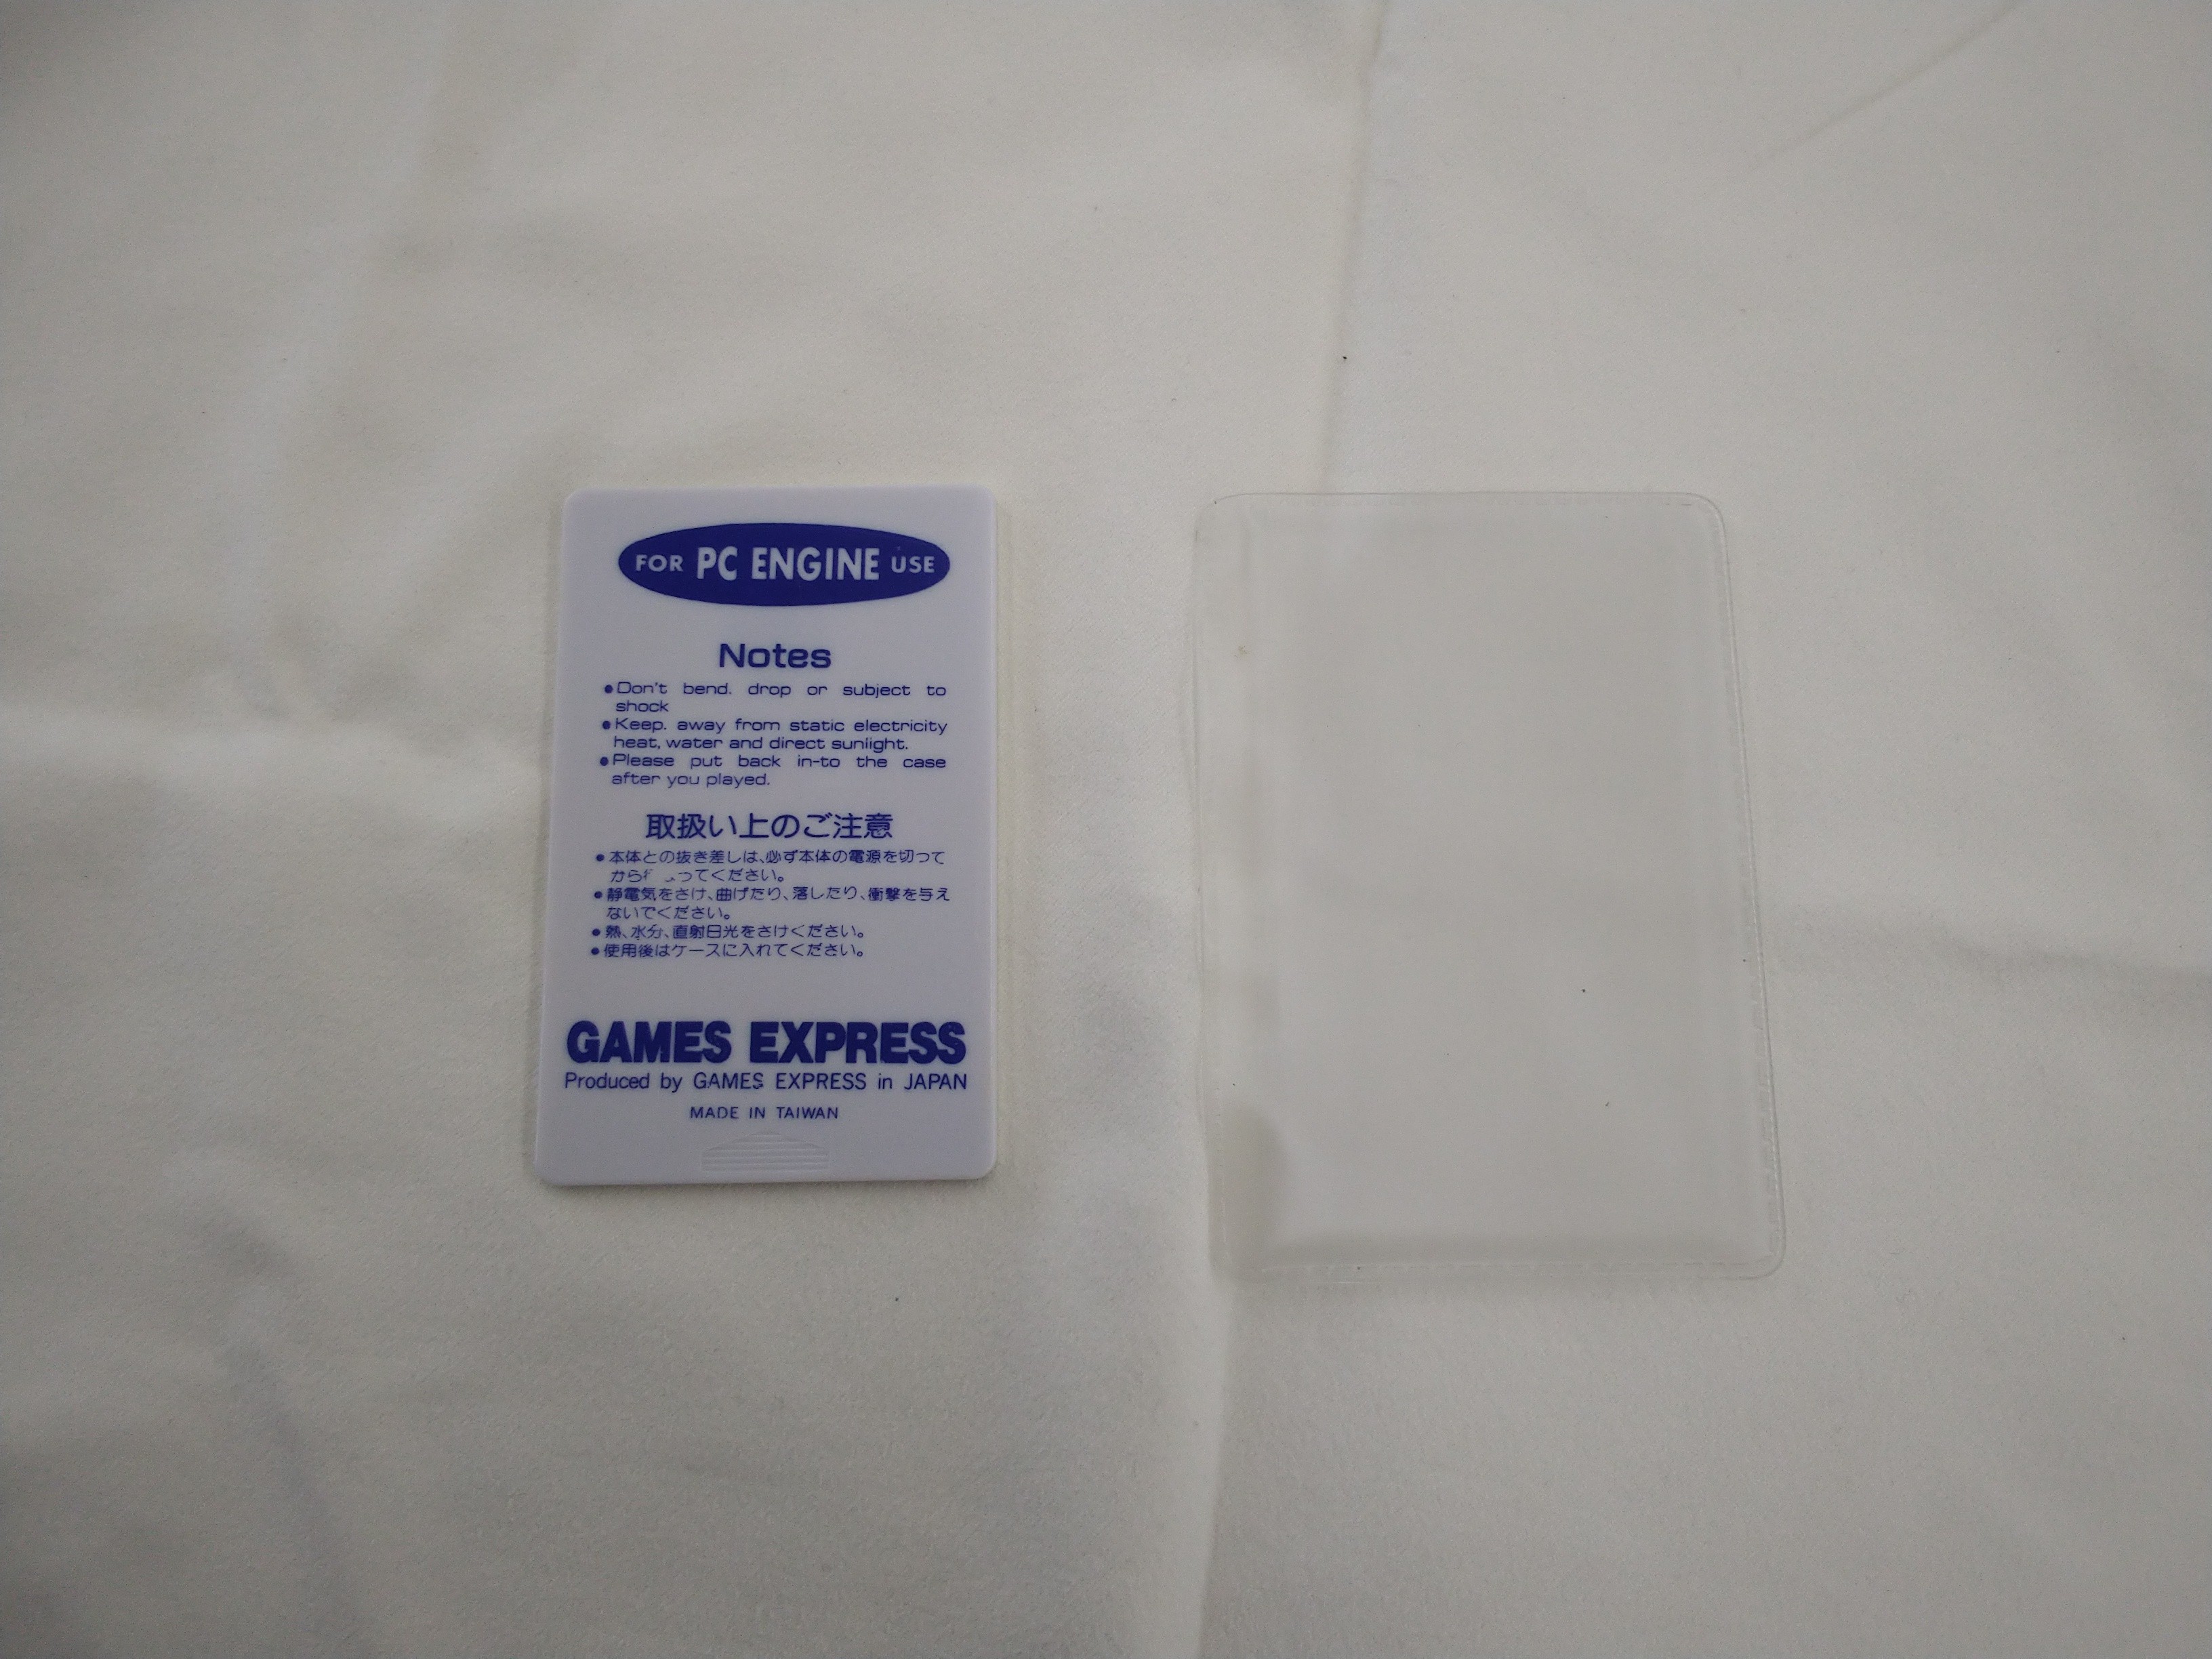 FOR PC ENGINE USE
Notes
●Don't bend. drop or subject to
shock
●Keep. away from static electricity
heat, water and direct sunlight.
●Please put back in-to the case
after you played.
取扱い上のご注意
●本体との抜き差しは、必ず本体の電源を切って
から ってください。
●静電気をさけ、曲げたり、落したり、衝撃を与え
ないでください。
●熱、水分、直射日光をさけください。
●使用後はケースに入れてください。
GAMES EXPRESS
Produced by GAMES EXPRESS in JAPAN
MADE IN TAIWAN